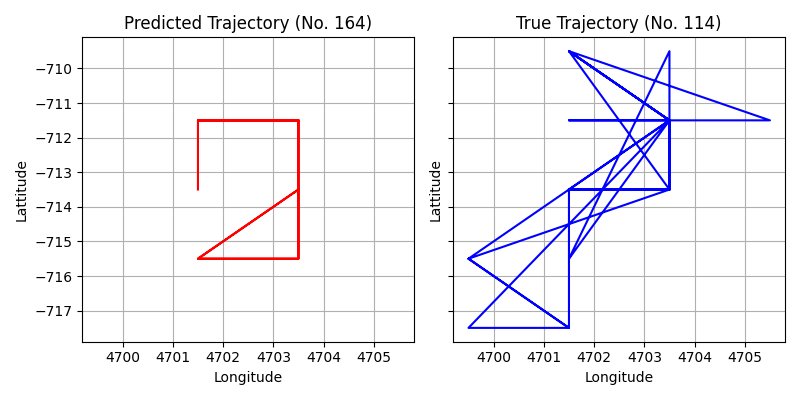 Predicted Trajectory (No. 164)
True Trajectory (No. 114)
−710
−711
−712
−713
−714
−715
−716
−717
Lattitude
Lattitude
4700 4701 4702 4703 4704 4705
4700 4701 4702 4703 4704 4705
Longitude
Longitude